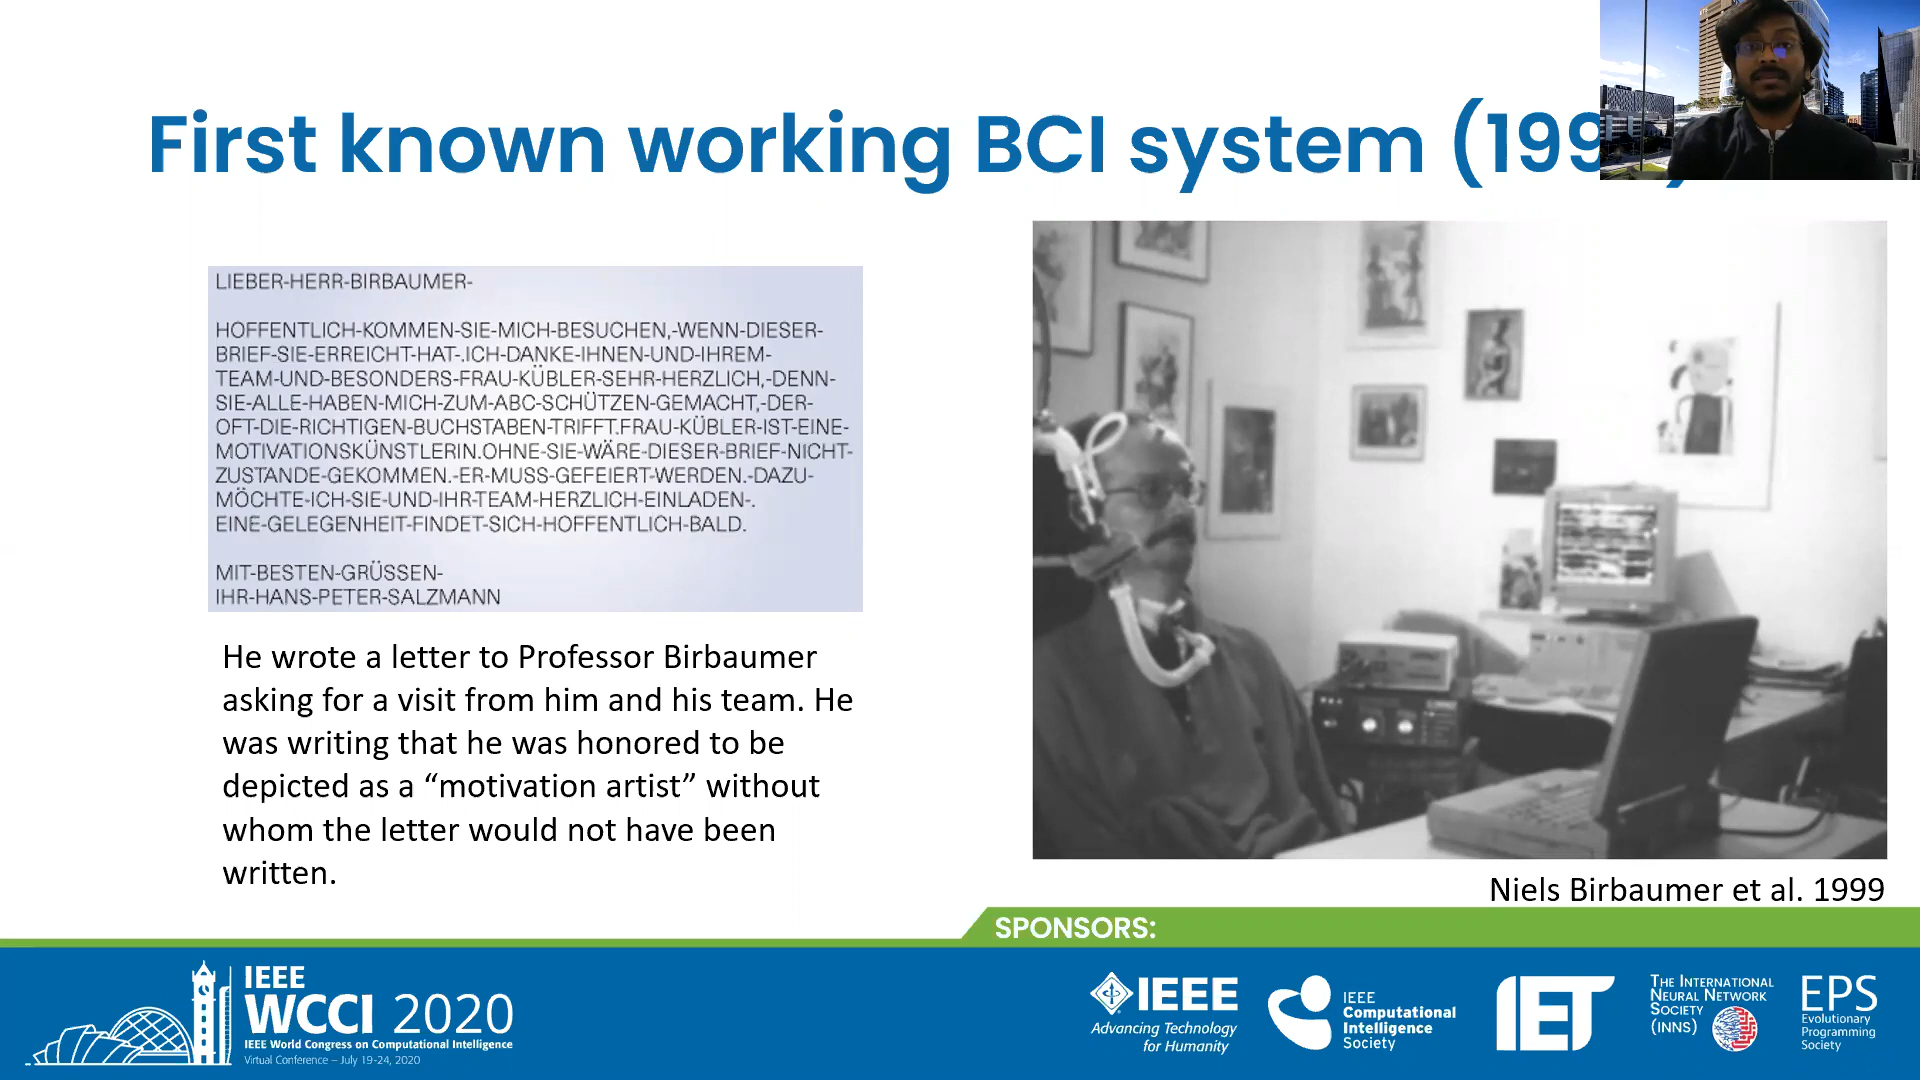 First known working BCI system (199
LIEBER-HERR-BIRBAUMER-
HOFFENTLICH-KOMMEN-SIE-MICH-BESUCHEN,-WENN-DIESER-
BRIEF-SIE-ERREICHT-HAT-.ICH-DANKE-IHNEN-UND-IHREM-
TEAM-UND-BESONDERS-FRAU-KÜBLER-SEHR-HERZLICH,-DENN-
SIE-ALLE-HABEN-MICH-ZUM-ABC-SCHÜTZEN-GEMACHT,-DER-
OFT-DIE-RICHTIGEN-BUCHSTABEN-TRIFFT.FRAU-KÜBLER-IST-EINE-
MOTIVATIONSKÜNSTLERIN.OHNE-SIE-WÄRE-DIESER-BRIEF-NICHT-
ZUSTANDE-GEKOMMEN.-ER-MUSS-GEFEIERT-WERDEN.-DAZU-
MÖCHTE-ICH-SIE-UND-IHR-TEAM-HERZLICH-EINLADEN-.
EINE-GELEGENHEIT-FINDET-SICH-HOFFENTLICH-BALD.
MIT-BESTEN-GRÜSSEN-
IHR-HANS-PETER-SALZMANN
He wrote a letter to Professor Birbaumer
asking for a visit from him and his team. He
was writing that he was honored to be
depicted as a “motivation artist” without
whom the letter would not have been
written.
Niels Birbaumer et al. 1999
SPONSORS:
IEEE
WCCI 2020
IEEE World Congress on Computational Intelligence
Virtual Conference – July 19-24, 2020
IEEE
Advancing Technology
for Humanity
IEEE
Computational
Intelligence
Society
IET
THE INTERNATIONAL
NEURAL NETWORK
SOCIETY
(INNS)
EPS
Evolutionary
Programming
Society